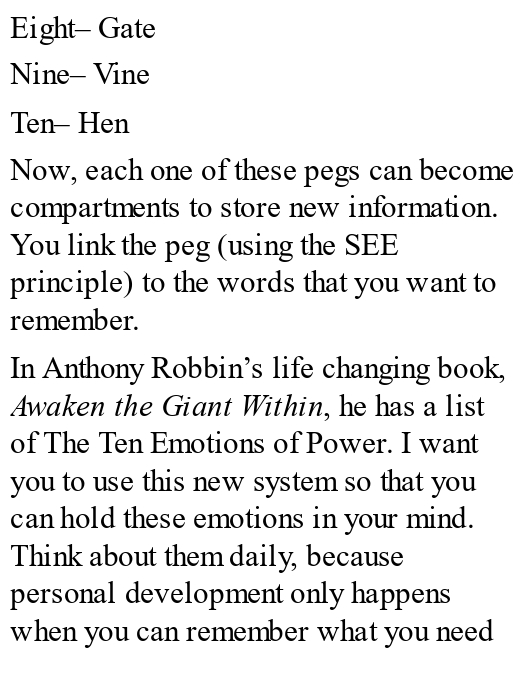 Eight– Gate
Nine– Vine
Ten– Hen
Now, each one of these pegs can become
compartments to store new information.
You link the peg (using the SEE
principle) to the words that you want to
remember.
In Anthony Robbin’s life changing book,
Awaken the Giant Within, he has a list
of The Ten Emotions of Power. I want
you to use this new system so that you
can hold these emotions in your mind.
Think about them daily, because
personal development only happens
when you can remember what you need